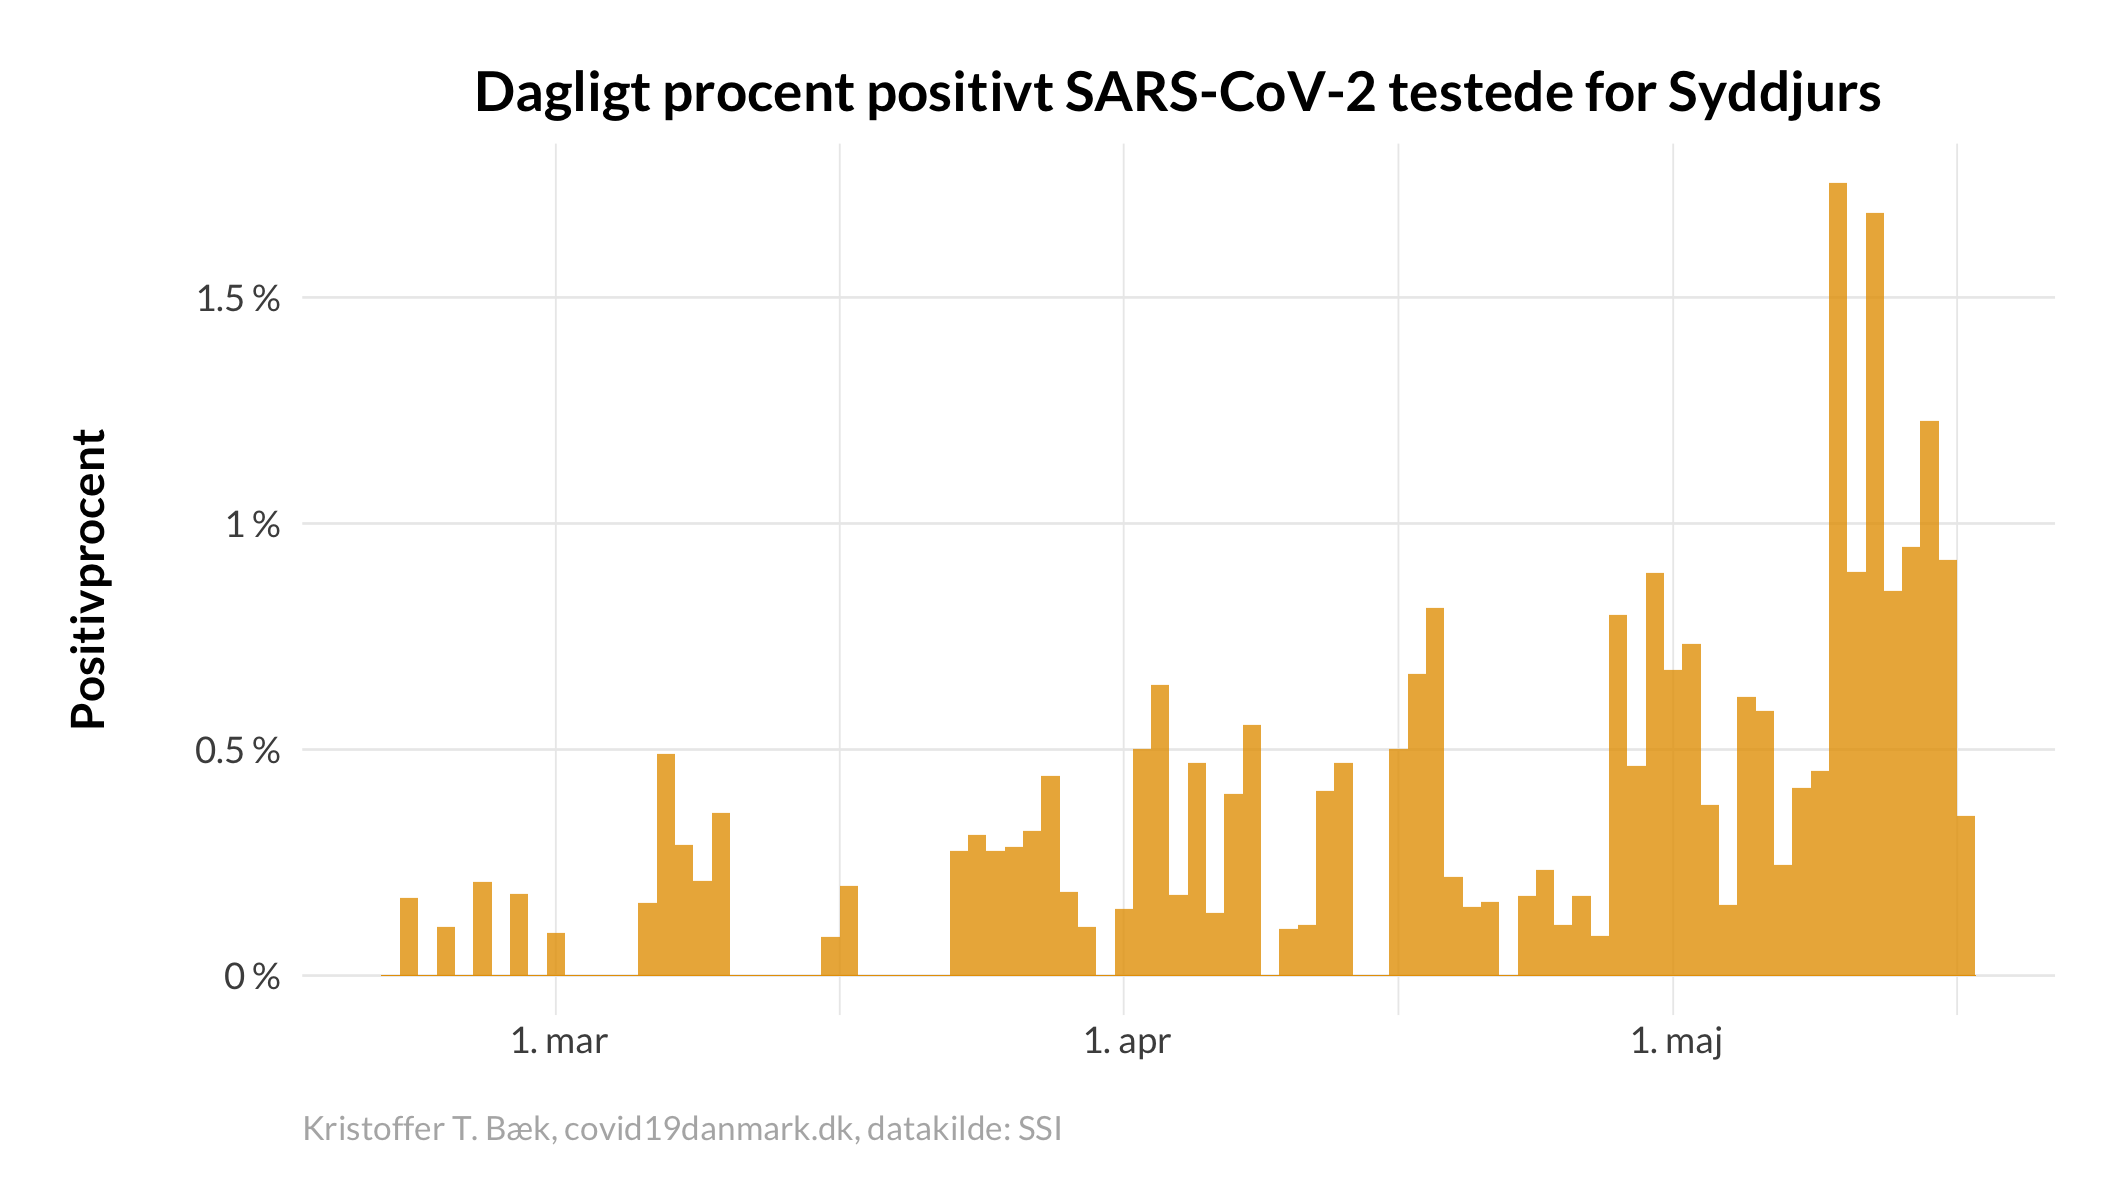 Dagligt procent positivt SARS-CoV-2 testede for Syddjurs
Positivprocent
1.5 %
1 %
0.5 %
0 %
1. mar
1. apr
1. maj
Kristoffer T. Bæk, covid19danmark.dk, datakilde: SSI